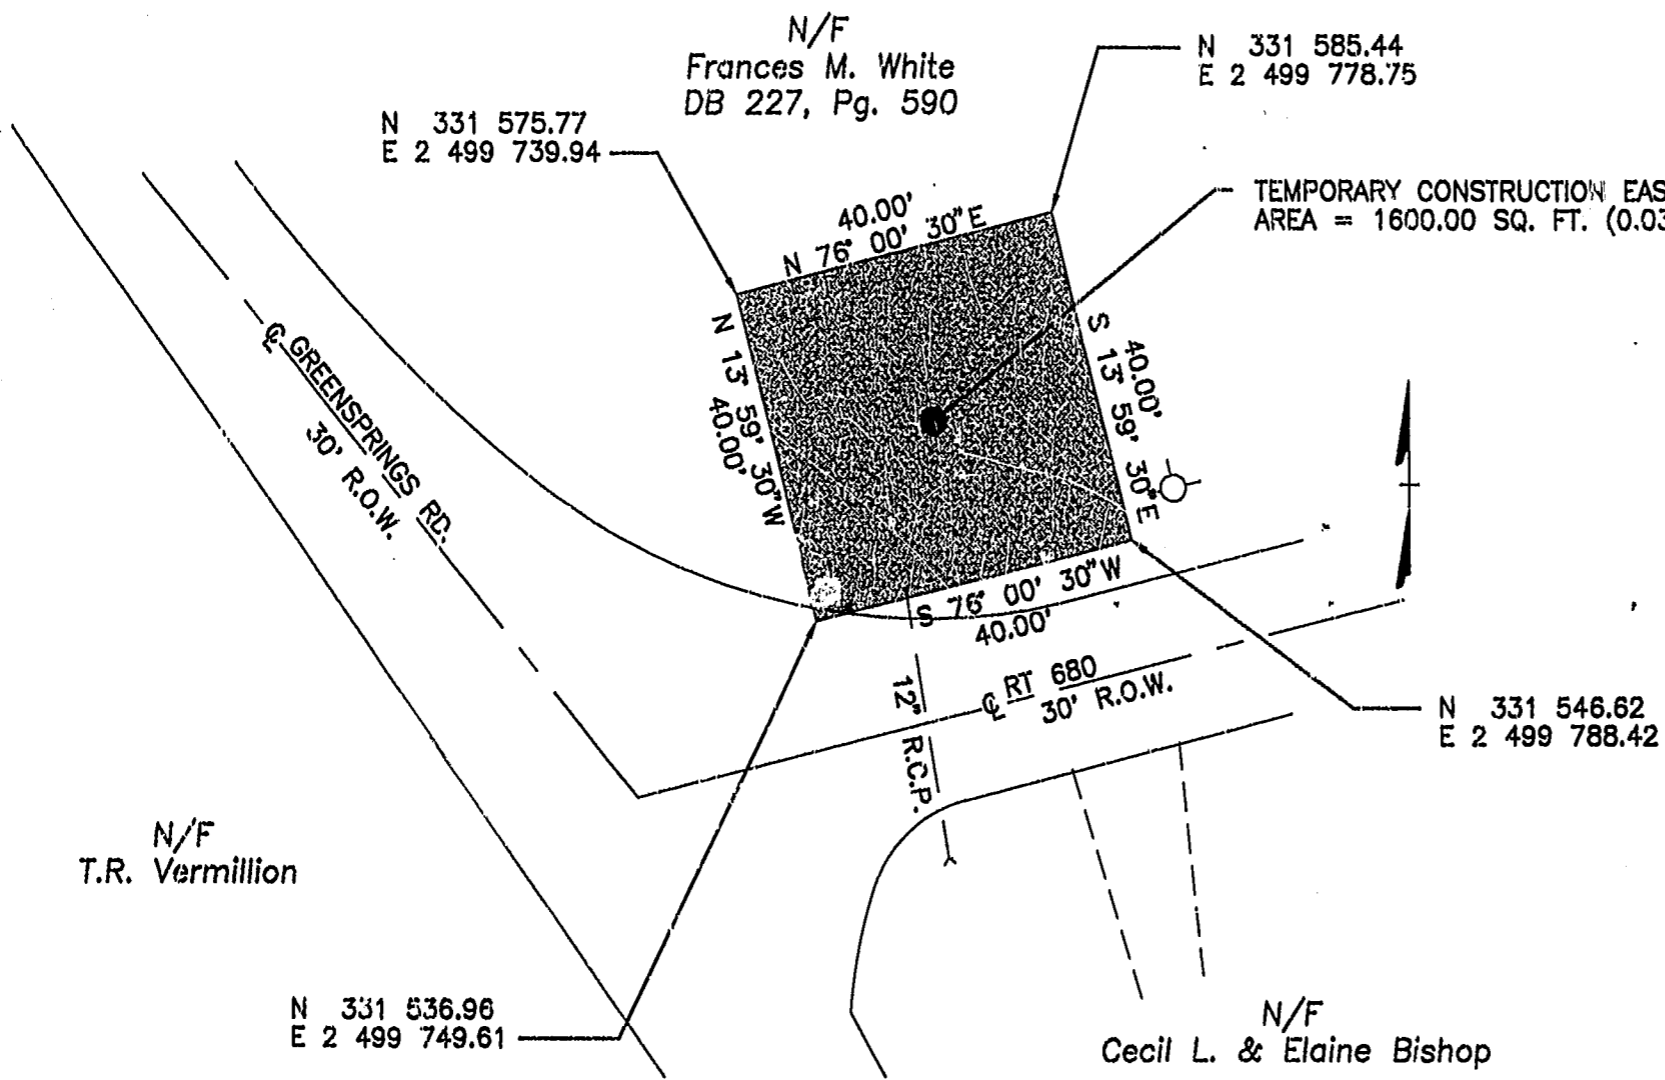 N/F
Frances M. White
DB 227, Pg. 590
N 331 585.44
E 2 499 778.75
N 331 575.77
E 2 499 739.94
TEMPORARY CONSTRUCTION EAS
AREA = 1600.00 SQ. FT. (0.03
40.00'
N 76° 00' 30" E
N 13° 59' 30" W
40.00'
40.00'
S 13° 59' 30" E
S 76° 00' 30" W
40.00'
℄ GREENSPRINGS RD.
30' R.O.W.
12" R.C.P.
℄ RT 680
30' R.O.W.
N 331 546.62
E 2 499 788.42
N/F
T.R. Vermillion
N 331 536.96
E 2 499 749.61
N/F
Cecil L. & Elaine Bishop